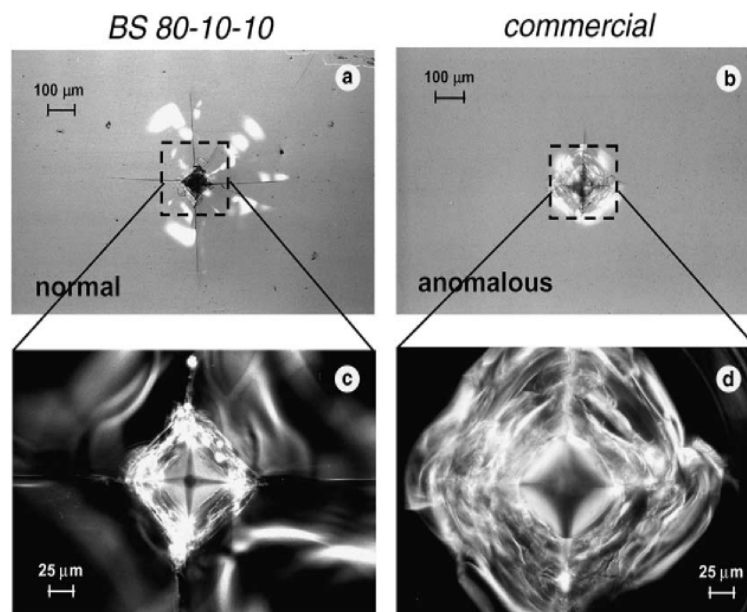 BS 80-10-10
commercial
a
100 µm
normal
b
100 µm
anomalous
c
25 µm
d
25 µm